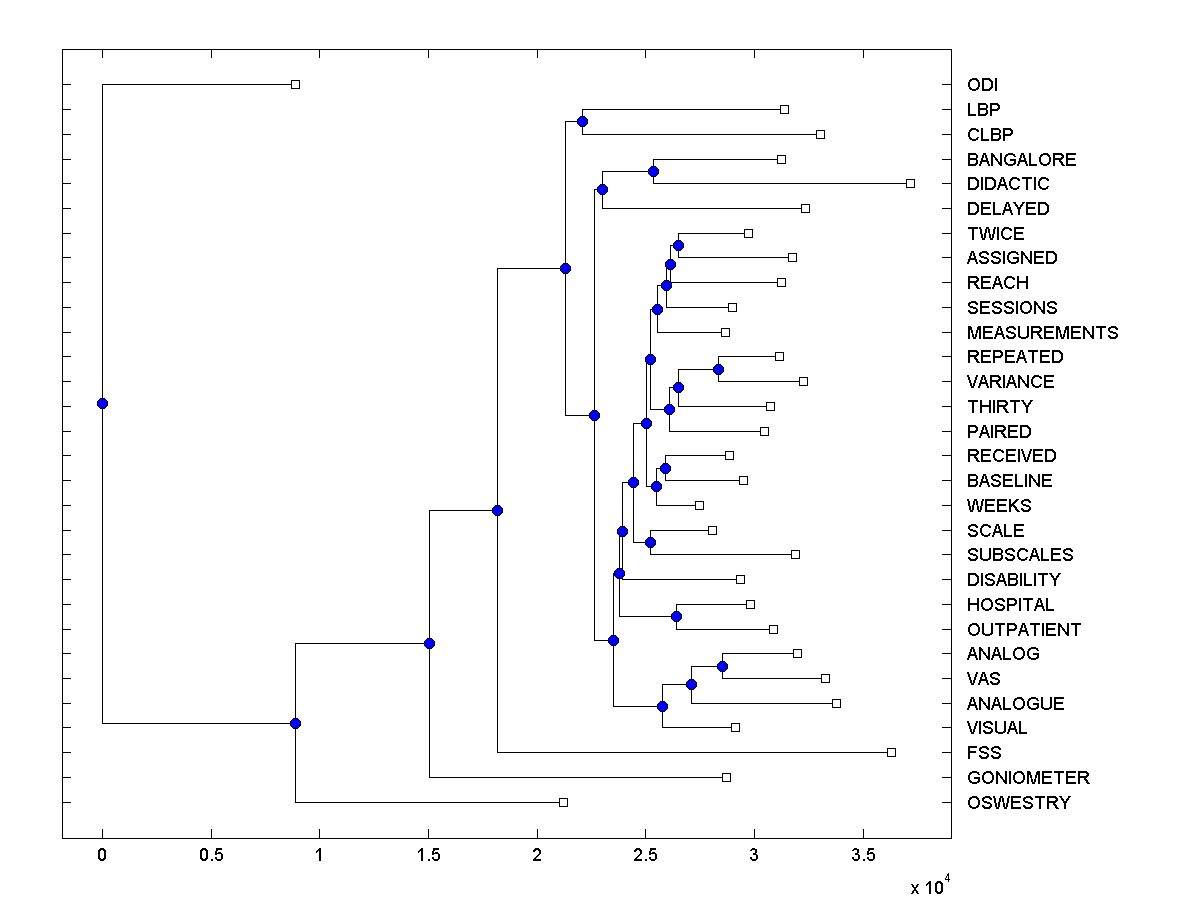 ODI
LBP
CLBP
BANGALORE
DIDACTIC
DELAYED
TWICE
ASSIGNED
REACH
SESSIONS
MEASUREMENTS
REPEATED
VARIANCE
THIRTY
PAIRED
RECEIVED
BASELINE
WEEKS
SCALE
SUBSCALES
DISABILITY
HOSPITAL
OUTPATIENT
ANALOG
VAS
ANALOGUE
VISUAL
FSS
GONIOMETER
OSWESTRY
0 0.5 1 1.5 2 2.5 3 3.5
x 10^4